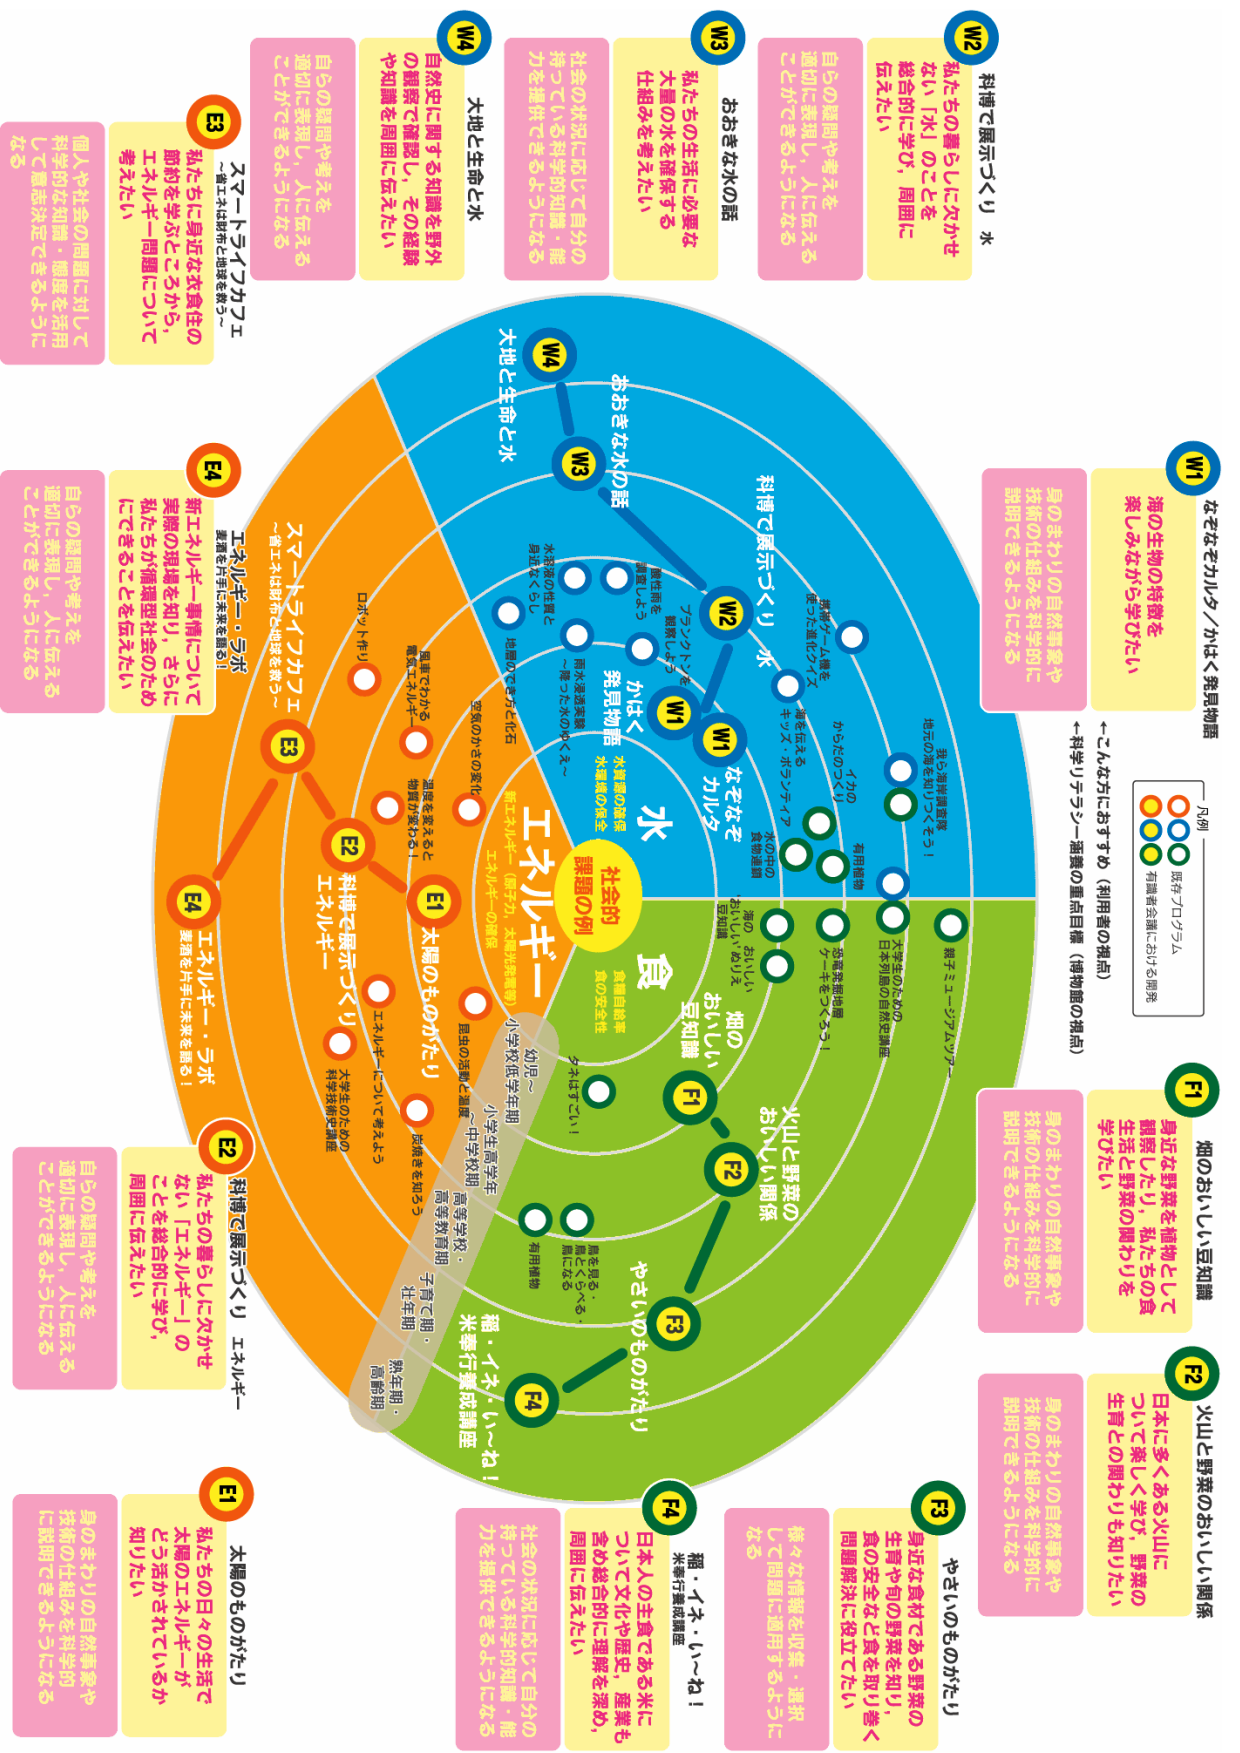 W4
大地と生命と水
自然史に関する知識を野外
の観察で確認し、その経験
や知識を周囲に伝えたい
自らの疑問や考えを
適切に表現し、人に伝える
ことができるようになる
W3
おおきな水の話
私たちの生活に必要な
大量の水を確保する
仕組みを考えたい
社会の状況に応じて自分の
持っている科学的知識・能
力を提供できるようになる
W2
科博で展示づくり 水
私たちの暮らしに欠かせ
ない「水」のことを
総合的に学び、周囲に
伝えたい
自らの疑問や考えを
適切に表現し、人に伝える
ことができるようになる
W1
なぞなぞカルタ/かはく発見物語
海の生物の特徴を
楽しみながら学びたい
身のまわりの自然事象や
技術の仕組みを科学的に
説明できるようになる
←こんな方におすすめ(利用者の視点)
←科学リテラシー涵養の重点目標(博物館の視点)
凡例
既存プログラム
有識者会議における開発
F1
畑のおいしい豆知識
身近な野菜を植物として
観察したり、私たちの食
生活と野菜の関わりを
学びたい
身のまわりの自然事象や
技術の仕組みを科学的に
説明できるようになる
F2
火山と野菜のおいしい関係
日本に多くある火山に
ついて楽しく学び、野菜の
生育との関わりも知りたい
身のまわりの自然事象や
技術の仕組みを科学的に
説明できるようになる
F3
やさいのものがたり
身近な食材である野菜の
生育や旬の野菜を知り、
食の安全など食を取り巻く
問題解決に役立てたい
様々な情報を収集・選択
して問題に適用するように
なる
F4
稲・イネ・い〜ね!
米奉行養成講座
日本人の主食である米に
ついて文化や歴史、産業も
含め総合的に理解を深め、
周囲に伝えたい
社会の状況に応じて自分の
持っている科学的知識・能
力を提供できるようになる
E3
スマートライフカフェ
〜省エネは財布と地球を救う〜
私たちに身近な衣食住の
節約を学ぶところから、
エネルギー問題について
考えたい
個人や社会の問題に対して
科学的な知識・態度を活用
して意志決定できるように
なる
E4
エネルギー・ラボ
麦酒を片手に未来を語る!
新エネルギー事情について
実際の現場を知り、さらに
私たちが循環型社会のため
にできることを伝えたい
自らの疑問や考えを
適切に表現し、人に伝える
ことができるようになる
E2
科博で展示づくり エネルギー
私たちの暮らしに欠かせ
ない「エネルギー」の
ことを総合的に学び、
周囲に伝えたい
自らの疑問や考えを
適切に表現し、人に伝える
ことができるようになる
E1
太陽のものがたり
私たちの日々の生活で
太陽のエネルギーが
どう活かされているか
知りたい
身のまわりの自然事象や
技術の仕組みを科学的
に説明できるようになる
社会的
課題の例
水
水資源の確保
水環境の保全
W4
大地と生命と水
W3
おおきな水の話
W2
科博で展示づくり 水
W1
かはく
発見物語
W1
なぞなぞ
カルタ
水溶液の性質と
身近なくらし
酸性雨を
調査しよう
プランクトンを
観察しよう
地層のでき方と化石
雨水浸透実験
〜降った水のゆくえ〜
携帯ゲーム機を
使った進化クイズ
海を伝える
キッズ・ボランティア
我ら海岸調査隊
地元の海を知りつくそう!
イカの
からだのつくり
水の中の
食物連鎖
有用植物
食
食糧自給率
食の安全性
海の おいしい
'おいしい' ぬりえ
豆知識
恐竜発掘地層
ケーキをつくろう!
大学生のための
日本列島の自然史講座
親子ミュージアムツアー
畑の
おいしい
豆知識
F1
火山と野菜の
おいしい関係
F2
やさいのものがたり
F3
稲・イネ・い〜ね!
米奉行養成講座
F4
タネはすごい!
鳥を見る・
鳥とくらべる・
鳥になる
有用植物
エネルギー
新エネルギー(原子力、太陽光発電等)
エネルギーの確保
E1
太陽のものがたり
E2
科博で展示づくり
エネルギー
E3
スマートライフカフェ
〜省エネは財布と地球を救う〜
E4
エネルギー・ラボ
麦酒を片手に未来を語る!
ロボット作り
風車でわかる
電気エネルギー
空気のかさの変化
温度を変えると
物質が変わる!
昆虫の活動と温度
エネルギーについて考えよう
大学生のための
科学技術史講座
炭焼きを知ろう
幼児〜
小学校低学年期
小学生高学年
〜中学校期
高等学校・
高等教育期
子育て期・
壮年期
熟年期・
高齢期